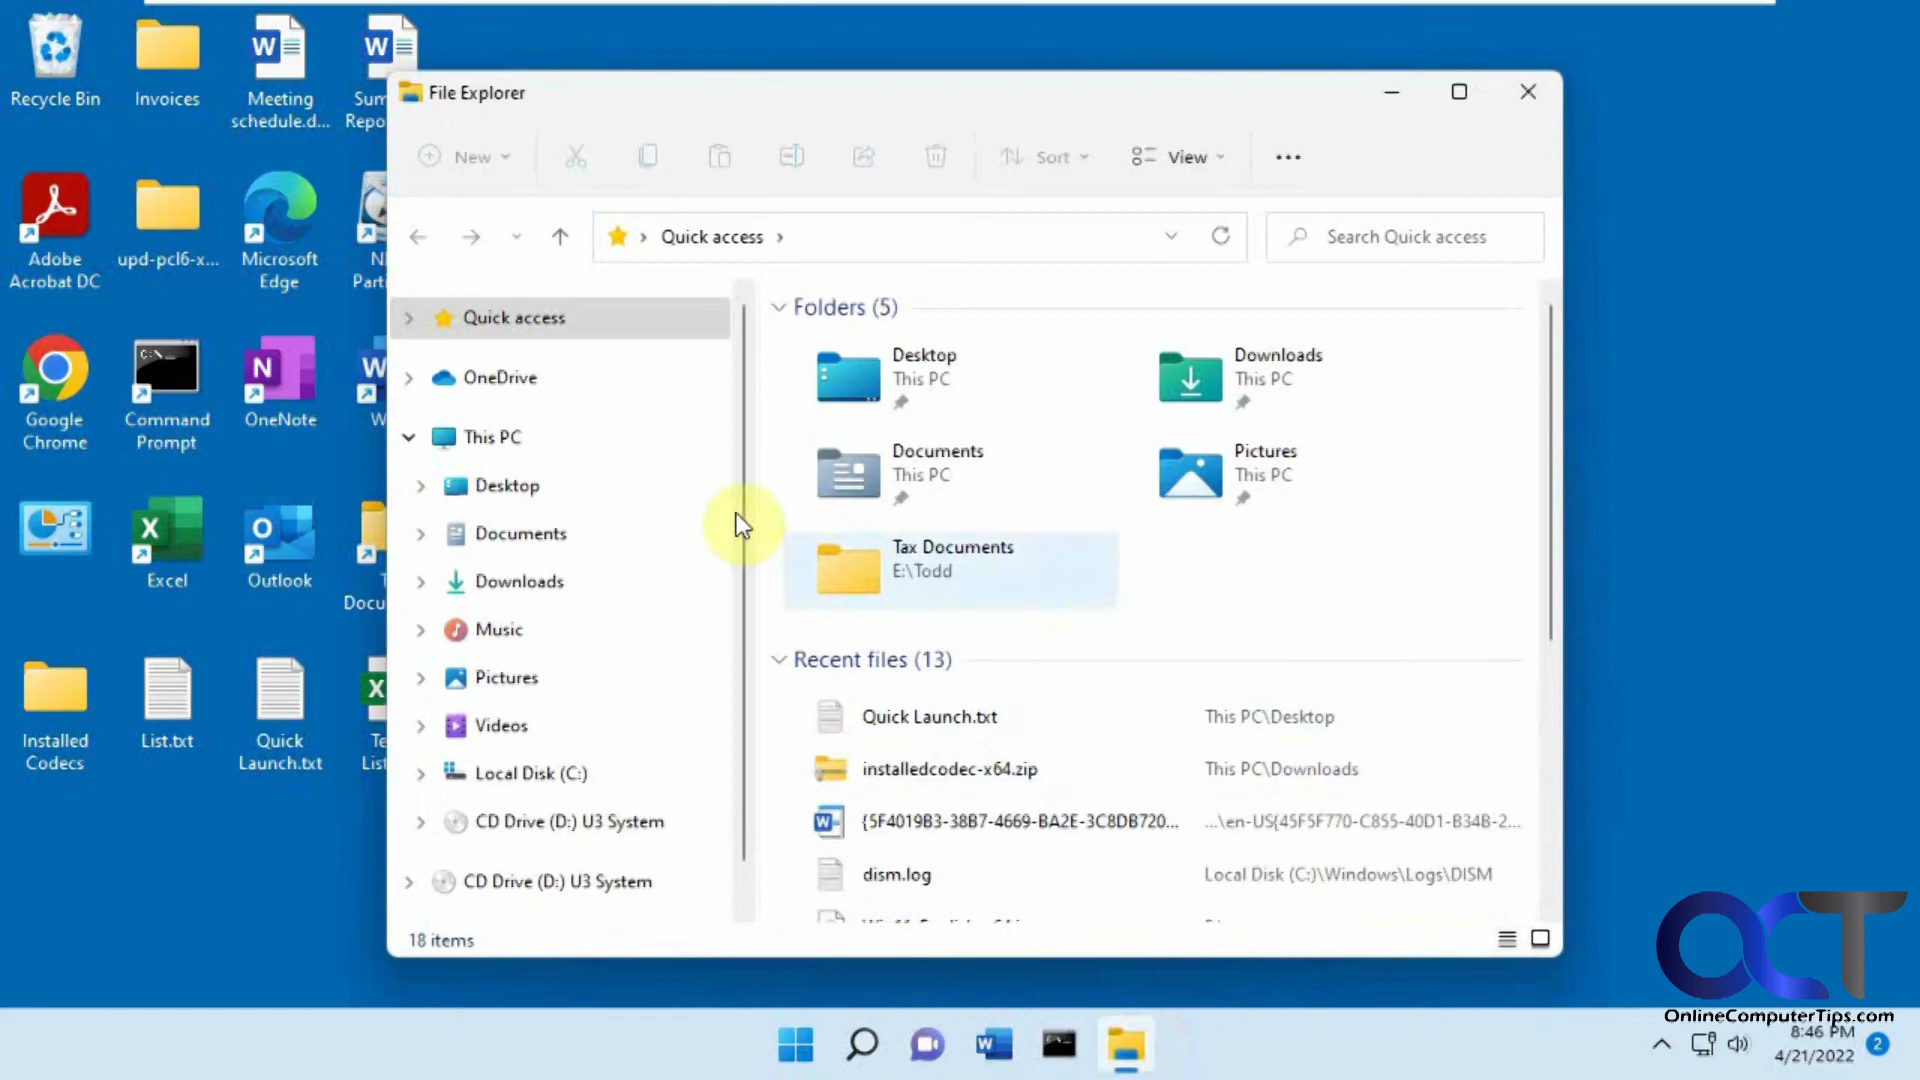 Recycle Bin
Invoices
Meeting
schedule.d...
Sum
Repo
Adobe
Acrobat DC
upd-pcl6-x...
Microsoft
Edge
NI
Parti
Google
Chrome
Command
Prompt
OneNote
W
Excel
Outlook
T
Docu
Installed
Codecs
List.txt
Quick
Launch.txt
Te
List
File Explorer
New
Sort
View
Quick access
Search Quick access
Quick access
OneDrive
This PC
Desktop
Documents
Downloads
Music
Pictures
Videos
Local Disk (C:)
CD Drive (D:) U3 System
CD Drive (D:) U3 System
Folders (5)
Desktop
This PC
Downloads
This PC
Documents
This PC
Pictures
This PC
Tax Documents
E:\Todd
Recent files (13)
Quick Launch.txt
This PC\Desktop
installedcodec-x64.zip
This PC\Downloads
{5F4019B3-38B7-4669-BA2E-3C8DB720...
...\en-US{45F5F770-C855-40D1-B34B-2...
dism.log
Local Disk (C:)\Windows\Logs\DISM
18 items
OCT
OnlineComputerTips.com
8:46 PM
4/21/2022
2